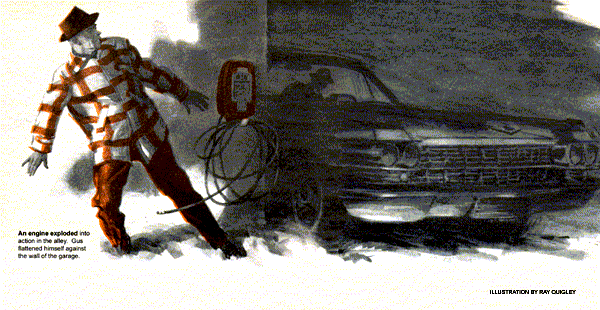 An engine exploded into
action in the alley. Gus
flattened himself against
the wall of the garage.
ILLUSTRATION BY RAY QUIGLEY